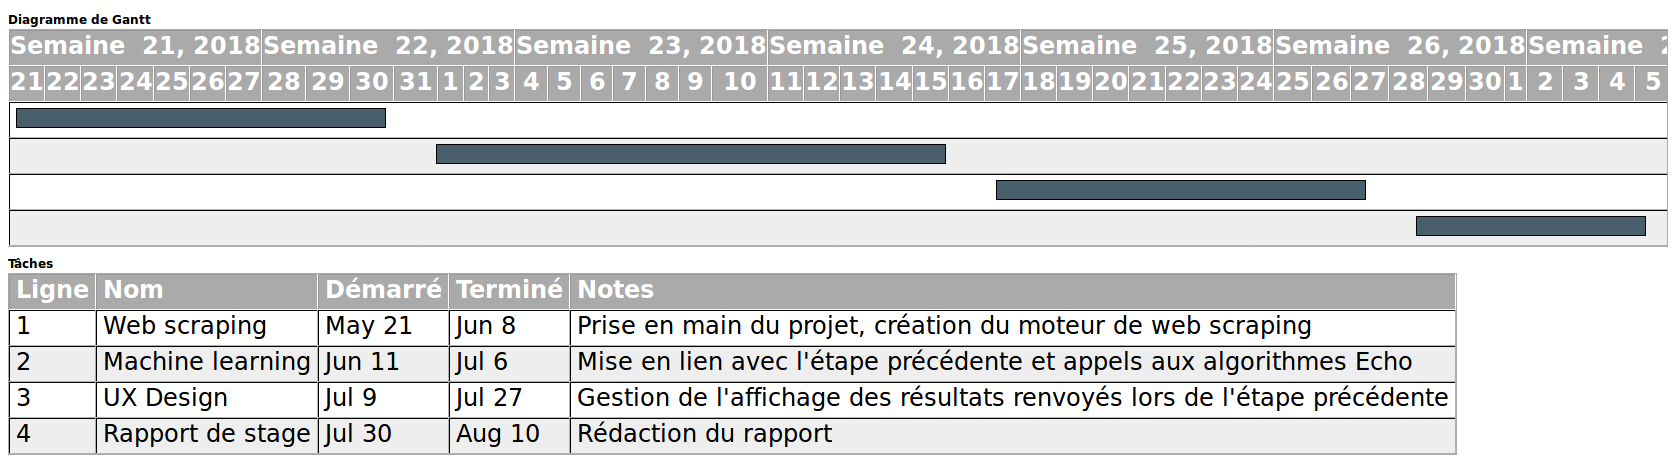 Diagramme de Gantt
Semaine 21, 2018 Semaine 22, 2018 Semaine 23, 2018 Semaine 24, 2018 Semaine 25, 2018 Semaine 26, 2018 Semaine
21 22 23 24 25 26 27 28 29 30 31 1 2 3 4 5 6 7 8 9 10 11 12 13 14 15 16 17 18 19 20 21 22 23 24 25 26 27 28 29 30 1 2 3 4 5
Tâches
Ligne Nom Démarré Terminé Notes
1 Web scraping May 21 Jun 8 Prise en main du projet, création du moteur de web scraping
2 Machine learning Jun 11 Jul 6 Mise en lien avec l'étape précédente et appels aux algorithmes Echo
3 UX Design Jul 9 Jul 27 Gestion de l'affichage des résultats renvoyés lors de l'étape précédente
4 Rapport de stage Jul 30 Aug 10 Rédaction du rapport